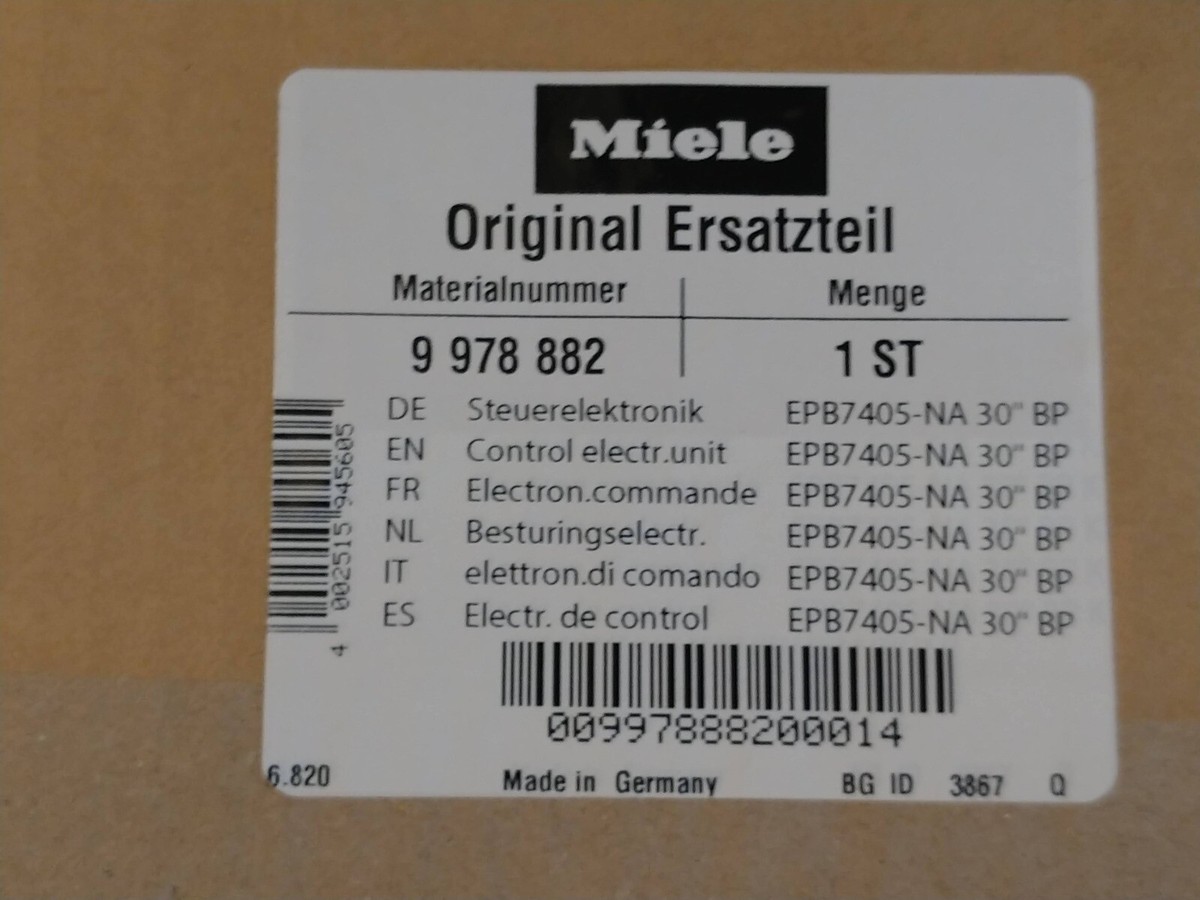 Miele
Original Ersatzteil
Materialnummer Menge
9 978 882 1 ST
DE Steuerelektronik EPB7405-NA 30" BP
EN Control electr.unit EPB7405-NA 30" BP
FR Electron.commande EPB7405-NA 30" BP
NL Besturingselectr. EPB7405-NA 30" BP
IT elettron.di comando EPB7405-NA 30" BP
ES Electr. de control EPB7405-NA 30" BP
4 002515 945605
00997888200014
6.820 Made in Germany BG ID 3867 Q